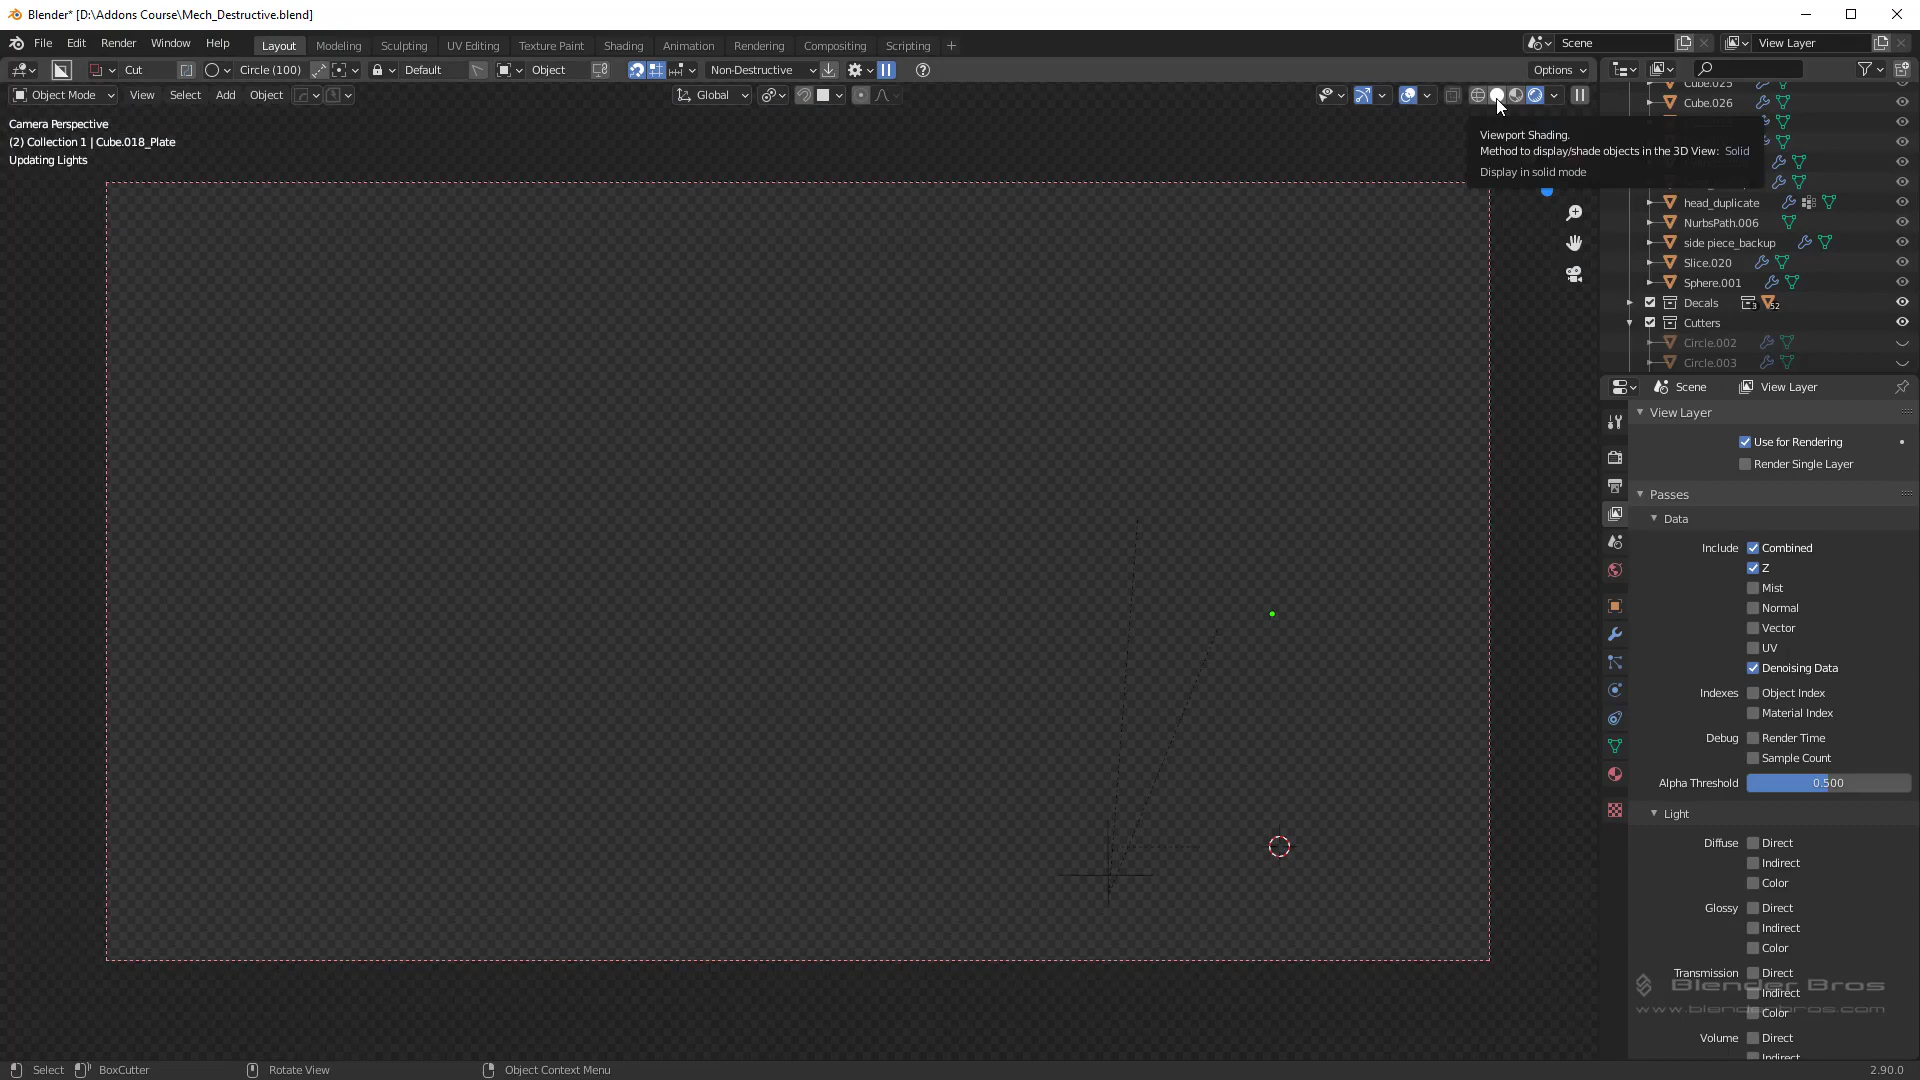 Blender* [D:\Addons Course\Mech_Destructive.blend]
File Edit Render Window Help Layout Modeling Sculpting UV Editing Texture Paint Shading Animation Rendering Compositing Scripting + Scene View Layer
Cut Circle (100) Default Object Non-Destructive Options
Object Mode View Select Add Object Global
Camera Perspective
(2) Collection 1 | Cube.018_Plate
Updating Lights
Viewport Shading.
Method to display/shade objects in the 3D View: Solid
Display in solid mode
Cube.025
Cube.026
head_duplicate
NurbsPath.006
side piece_backup
Slice.020
Sphere.001
Decals 3 52
Cutters
Circle.002
Circle.003
Scene View Layer
View Layer
Use for Rendering
Render Single Layer
Passes
Data
Include Combined
Z
Mist
Normal
Vector
UV
Denoising Data
Indexes Object Index
Material Index
Debug Render Time
Sample Count
Alpha Threshold 0.500
Light
Diffuse Direct
Indirect
Color
Glossy Direct
Indirect
Color
Transmission Direct
Indirect
Color
Volume Direct
Indirect
Blender Bros
www.blenderbros.com
Select BoxCutter Rotate View Object Context Menu 2.90.0